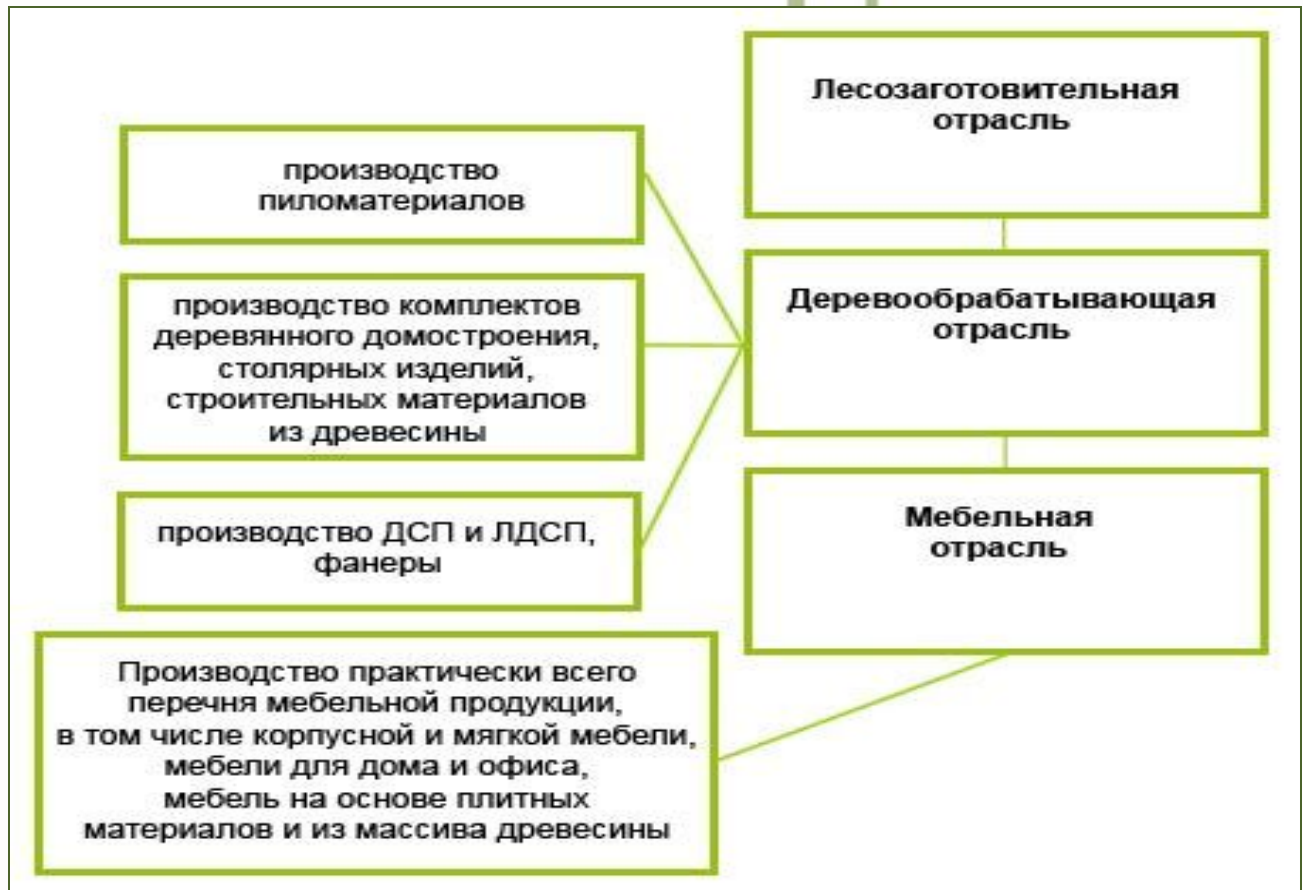 Лесозаготовительная
отрасль
производство
пиломатериалов
производство комплектов
деревянного домостроения,
столярных изделий,
строительных материалов
из древесины
производство ДСП и ЛДСП,
фанеры
Деревообрабатывающая
отрасль
Мебельная
отрасль
Производство практически всего
перечня мебельной продукции,
в том числе корпусной и мягкой мебели,
мебели для дома и офиса,
мебель на основе плитных
материалов и из массива древесины